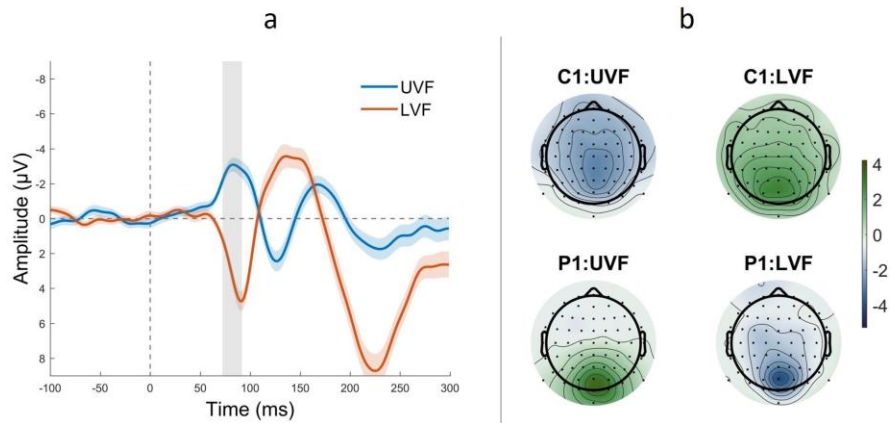 a
b
-8
-6
-4
-2
0
2
4
6
8
Amplitude (µV)
-100
-50
0
50
100
150
200
250
300
Time (ms)
UVF
LVF
C1:UVF
C1:LVF
P1:UVF
P1:LVF
4
2
0
-2
-4